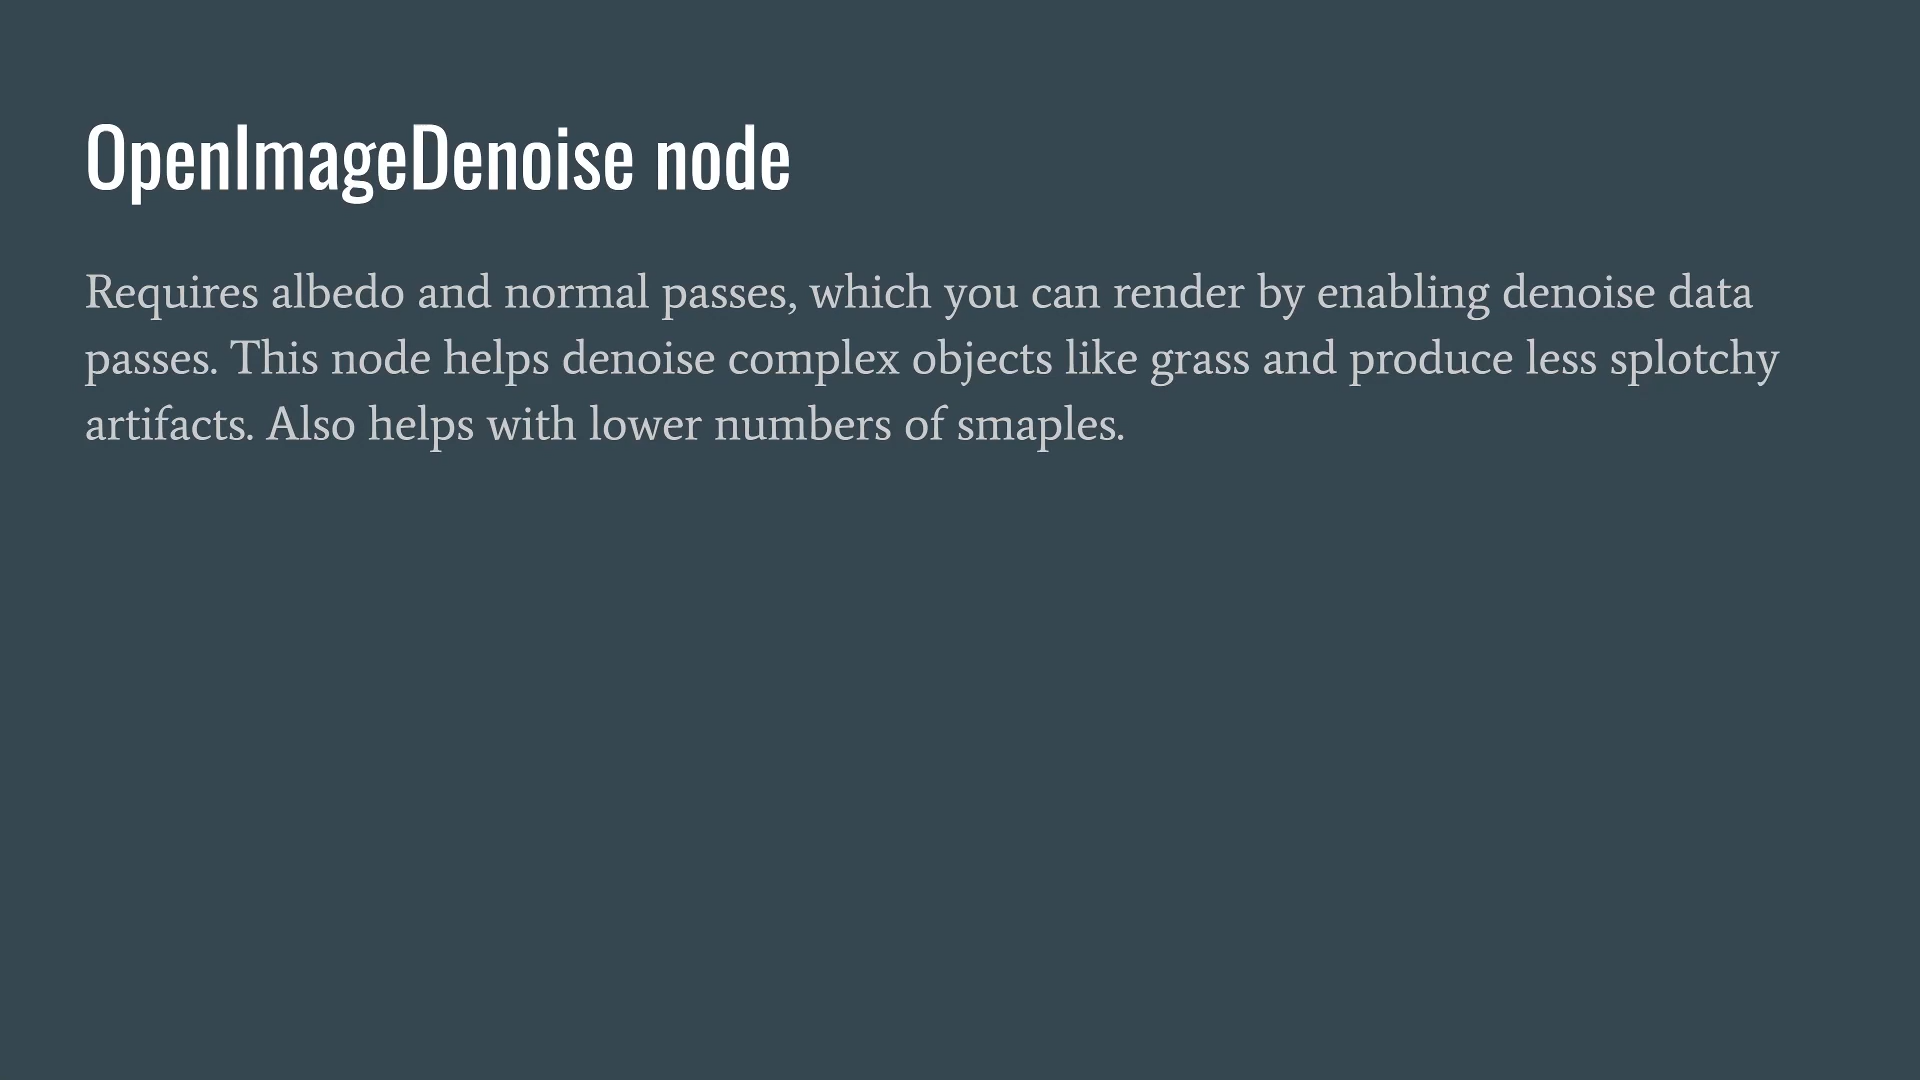 OpenImageDenoise node
Requires albedo and normal passes, which you can render by enabling denoise data
passes. This node helps denoise complex objects like grass and produce less splotchy
artifacts. Also helps with lower numbers of smaples.